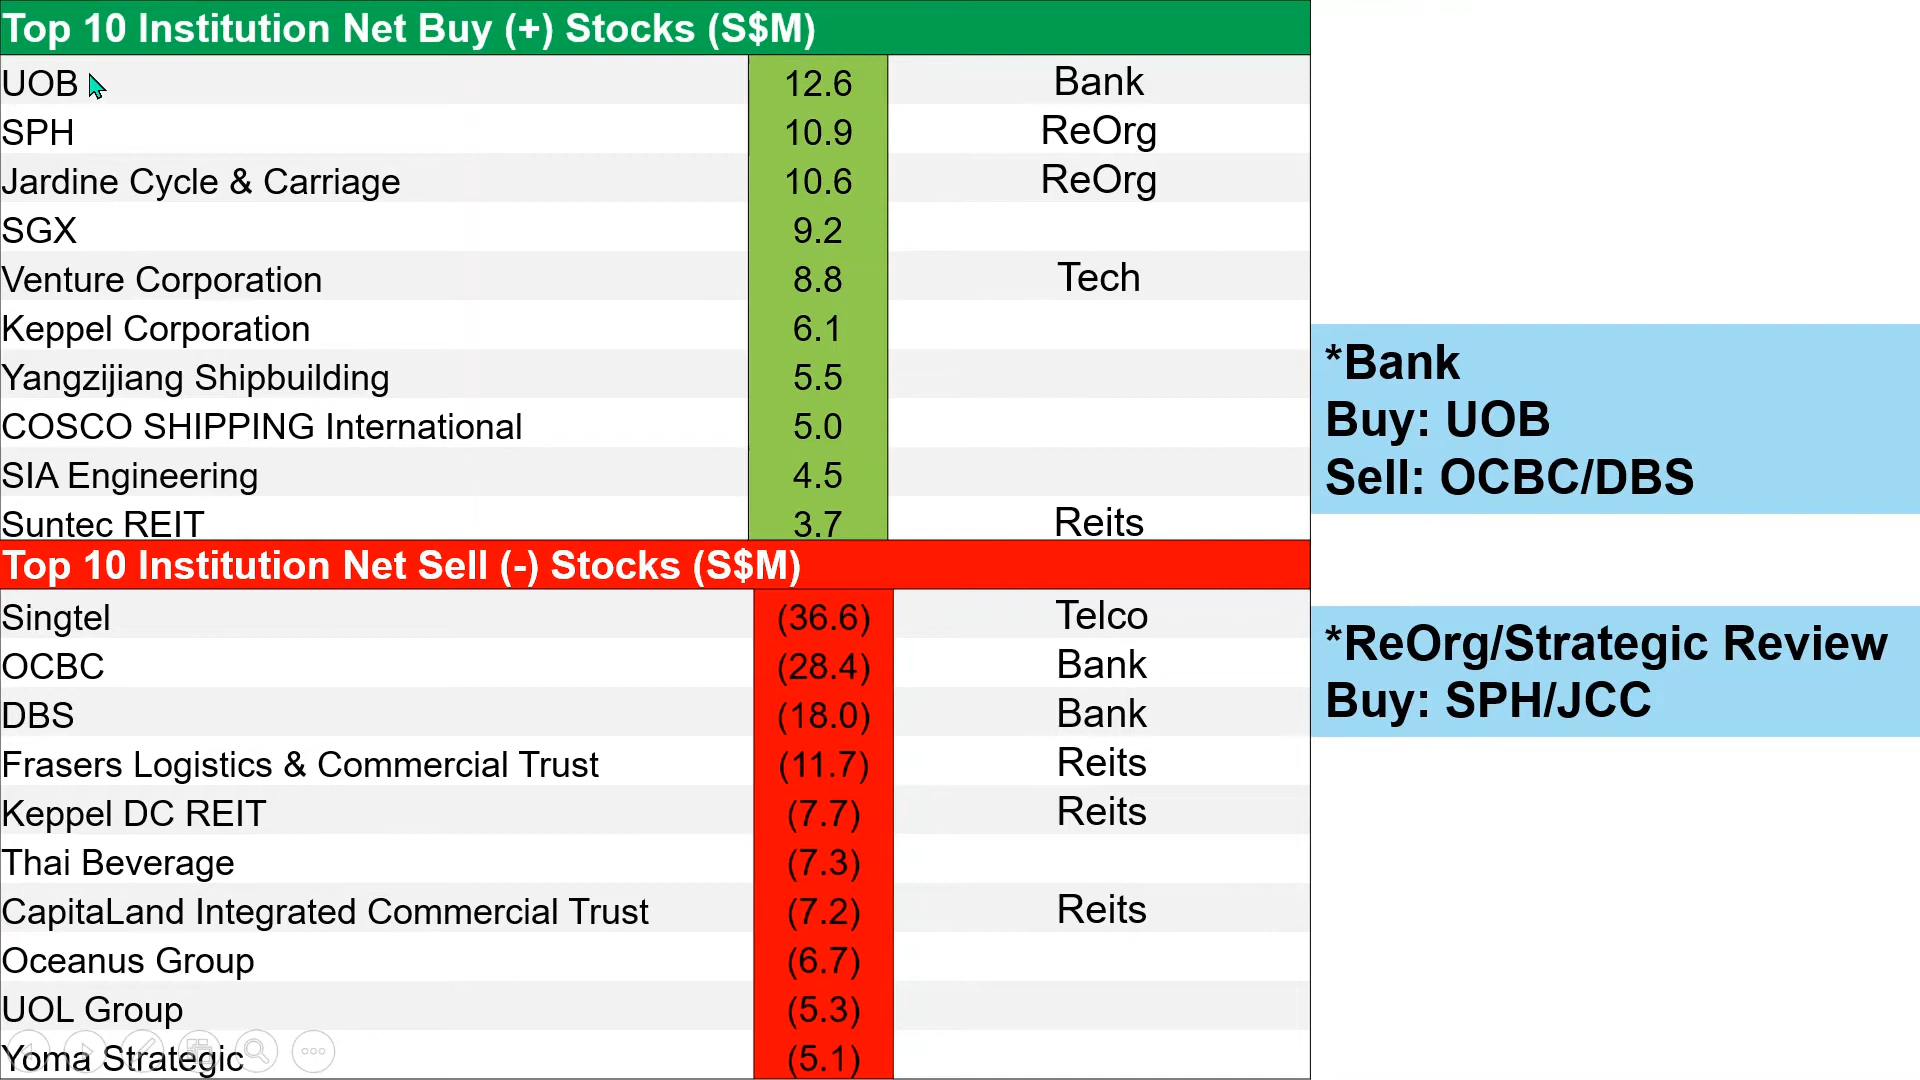 Top 10 Institution Net Buy (+) Stocks (S$M)
UOB 12.6 Bank
SPH 10.9 ReOrg
Jardine Cycle & Carriage 10.6 ReOrg
SGX 9.2
Venture Corporation 8.8 Tech
Keppel Corporation 6.1
Yangzijiang Shipbuilding 5.5
COSCO SHIPPING International 5.0
SIA Engineering 4.5
Suntec REIT 3.7 Reits
Top 10 Institution Net Sell (-) Stocks (S$M)
Singtel (36.6) Telco
OCBC (28.4) Bank
DBS (18.0) Bank
Frasers Logistics & Commercial Trust (11.7) Reits
Keppel DC REIT (7.7) Reits
Thai Beverage (7.3)
CapitaLand Integrated Commercial Trust (7.2) Reits
Oceanus Group (6.7)
UOL Group (5.3)
Yoma Strategic (5.1)
*Bank
Buy: UOB
Sell: OCBC/DBS
*ReOrg/Strategic Review
Buy: SPH/JCC